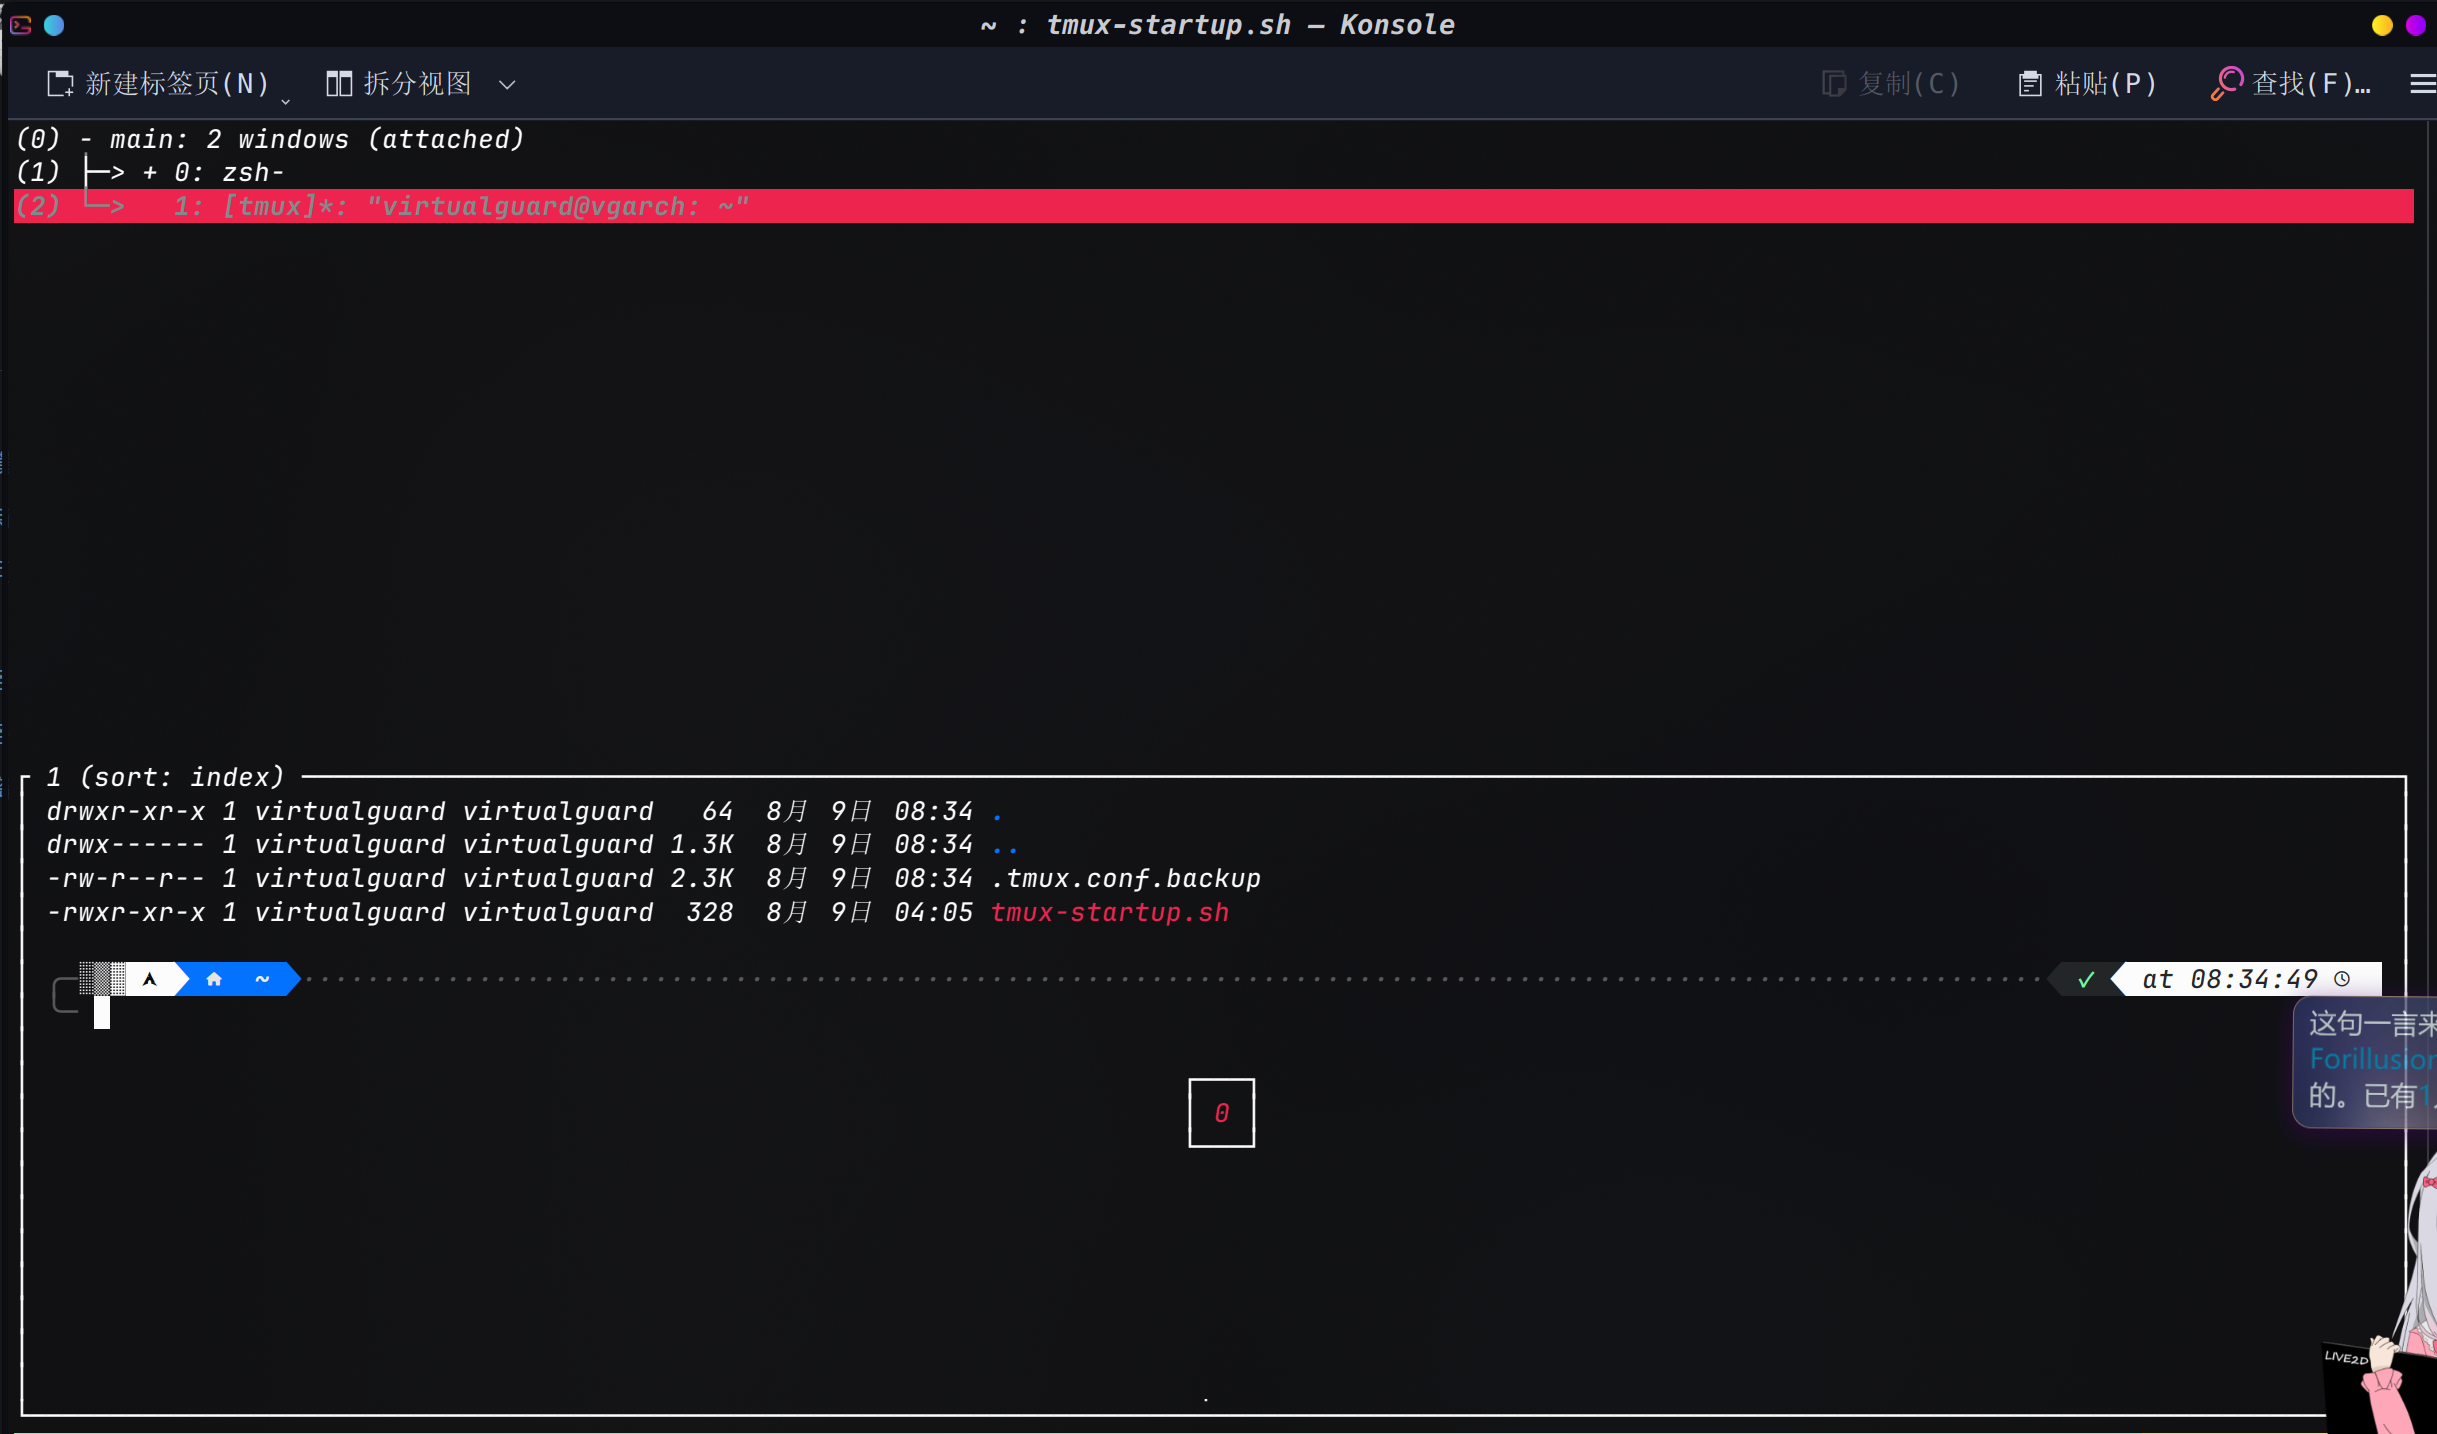 ~ : tmux-startup.sh — Konsole
新建标签页(N) 拆分视图 复制(C) 粘贴(P) 查找(F)…
(0) - main: 2 windows (attached)
(1) ├─> + 0: zsh-
(2) └─> 1: [tmux]*: "virtualguard@vgarch: ~"
1 (sort: index)
drwxr-xr-x 1 virtualguard virtualguard 64 8月 9日 08:34 .
drwx------ 1 virtualguard virtualguard 1.3K 8月 9日 08:34 ..
-rw-r--r-- 1 virtualguard virtualguard 2.3K 8月 9日 08:34 .tmux.conf.backup
-rwxr-xr-x 1 virtualguard virtualguard 328 8月 9日 04:05 tmux-startup.sh
~ ✓ at 08:34:49
这句一言来
Forillusion
的。已有1
0
LIVE2D